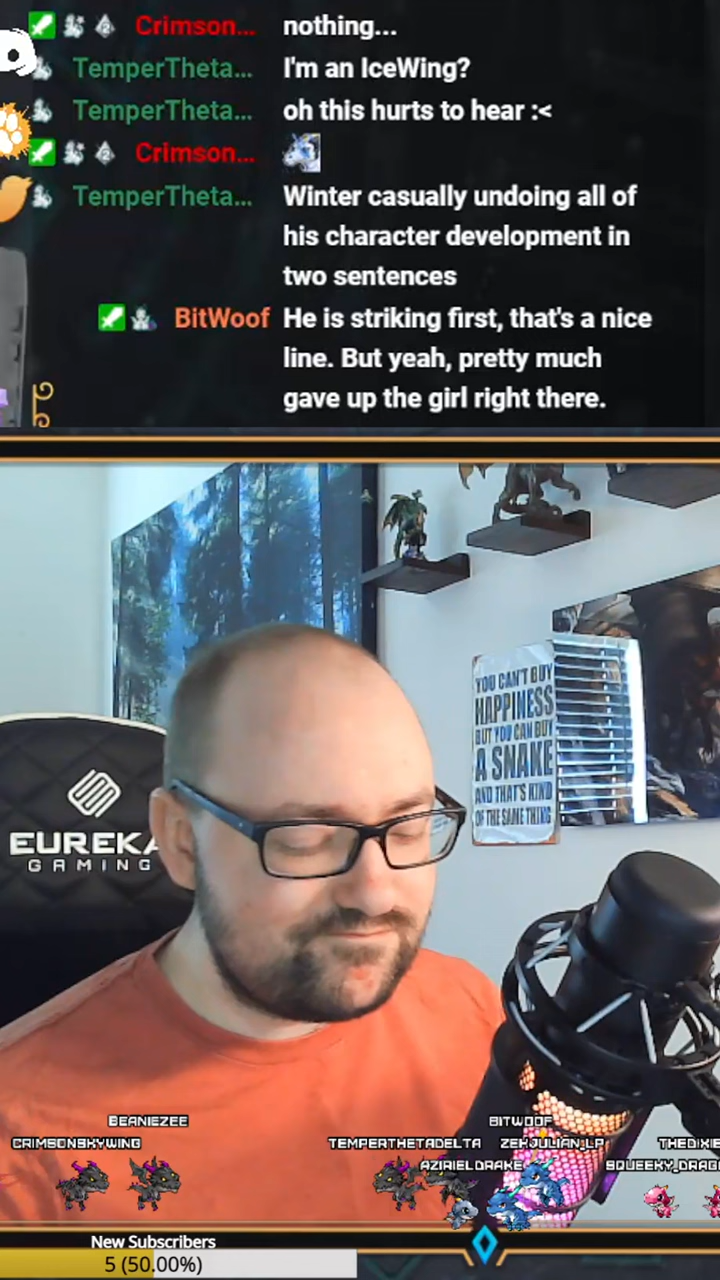 Crimson... nothing...
TemperTheta... I'm an IceWing?
TemperTheta... oh this hurts to hear :<
Crimson...
TemperTheta... Winter casually undoing all of
his character development in
two sentences
BitWoof He is striking first, that's a nice
line. But yeah, pretty much
gave up the girl right there.
YOU CAN'T BUY
HAPPINESS
BUT YOU CAN BUY
A SNAKE
AND THAT'S KIND
OF THE SAME THING
EUREKA
GAMING
BEANIEZEE
BITWOOF
CRIMSONSKYWING
TEMPERTHETADELTA
ZEKJULIAN_LP
THEDIXIE
AZIRIELDRAKE
SQUEEKY_DRAG
New Subscribers
5 (50.00%)